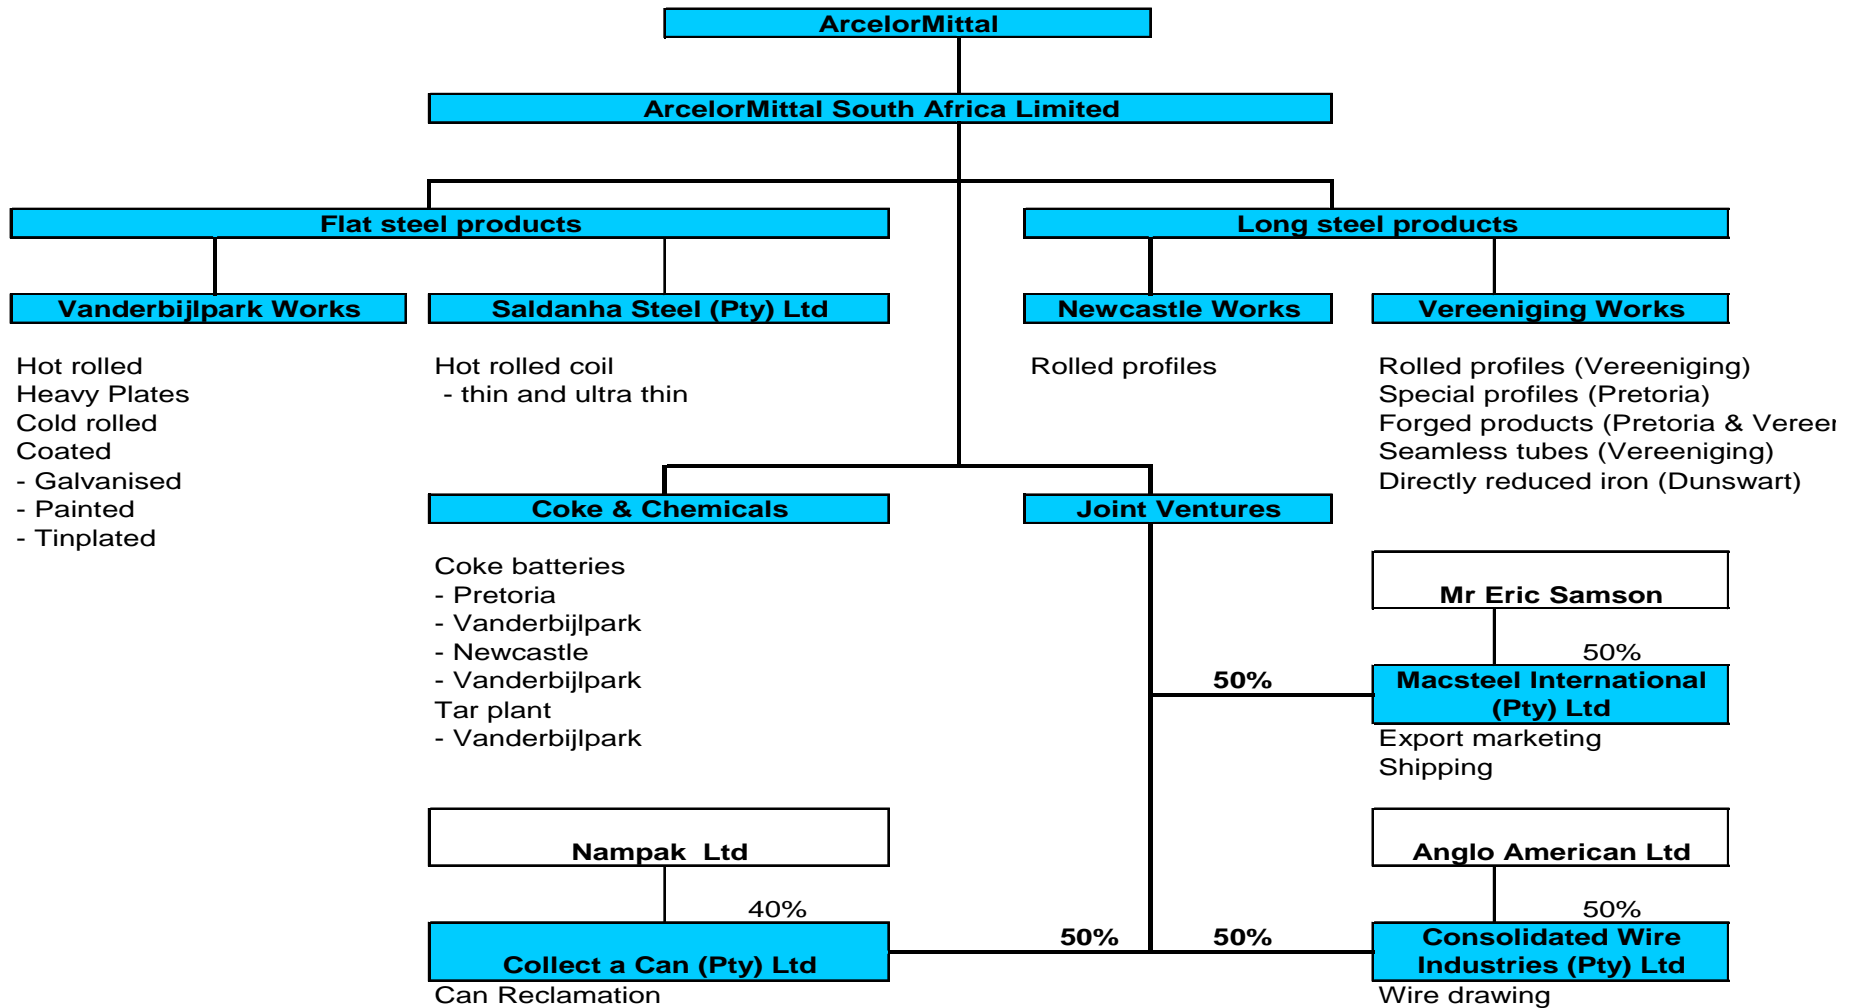 ArcelorMittal
ArcelorMittal South Africa Limited
Flat steel products
Long steel products
Vanderbijlpark Works
Saldanha Steel (Pty) Ltd
Newcastle Works
Vereeniging Works
Hot rolled
Heavy Plates
Cold rolled
Coated
- Galvanised
- Painted
- Tinplated
Hot rolled coil
- thin and ultra thin
Rolled profiles
Rolled profiles (Vereeniging)
Special profiles (Pretoria)
Forged products (Pretoria & Vereer
Seamless tubes (Vereeniging)
Directly reduced iron (Dunswart)
Coke & Chemicals
Joint Ventures
Coke batteries
- Pretoria
- Vanderbijlpark
- Newcastle
- Vanderbijlpark
Tar plant
- Vanderbijlpark
Mr Eric Samson
50%
50%
Macsteel International
(Pty) Ltd
Export marketing
Shipping
Nampak Ltd
40%
Collect a Can (Pty) Ltd
Can Reclamation
50%
50%
Anglo American Ltd
50%
Consolidated Wire
Industries (Pty) Ltd
Wire drawing